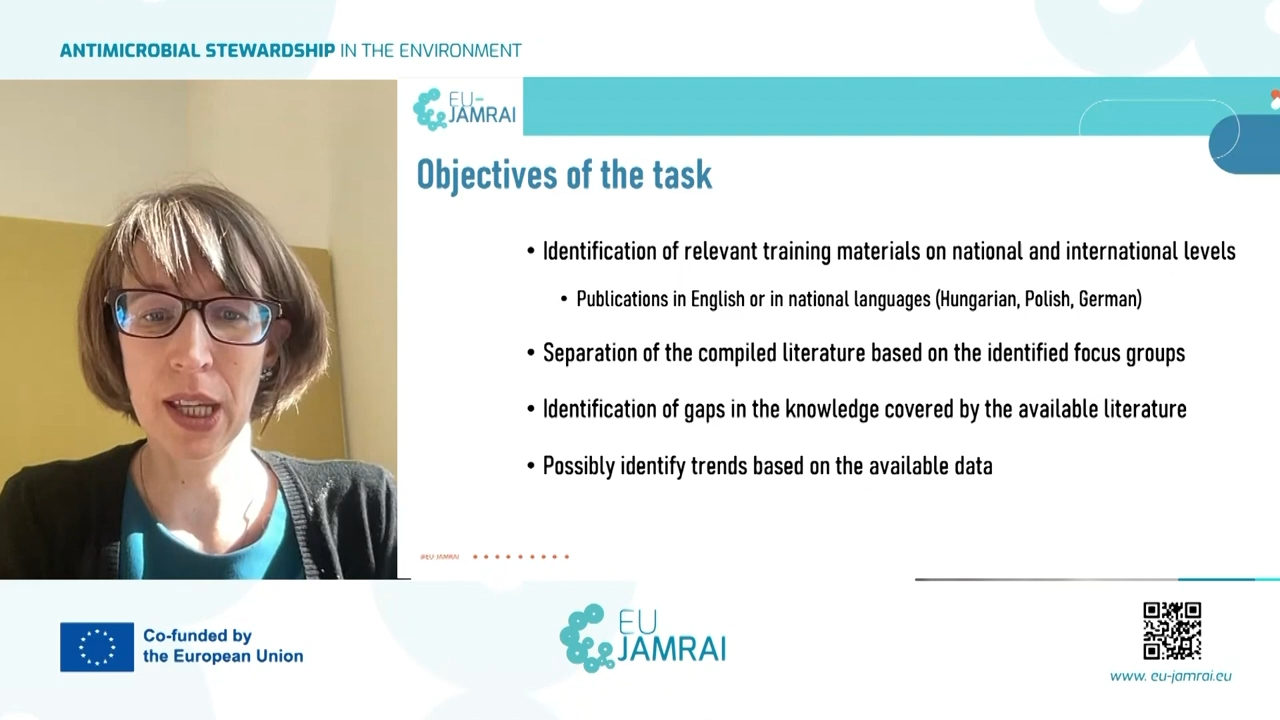 ANTIMICROBIAL STEWARDSHIP IN THE ENVIRONMENT
EU-
JAMRAI
Objectives of the task
• Identification of relevant training materials on national and international levels
• Publications in English or in national languages (Hungarian, Polish, German)
• Separation of the compiled literature based on the identified focus groups
• Identification of gaps in the knowledge covered by the available literature
• Possibly identify trends based on the available data
@EU JAMRAI
Co-funded by
the European Union
EU
JAMRAI
www. eu-jamrai.eu